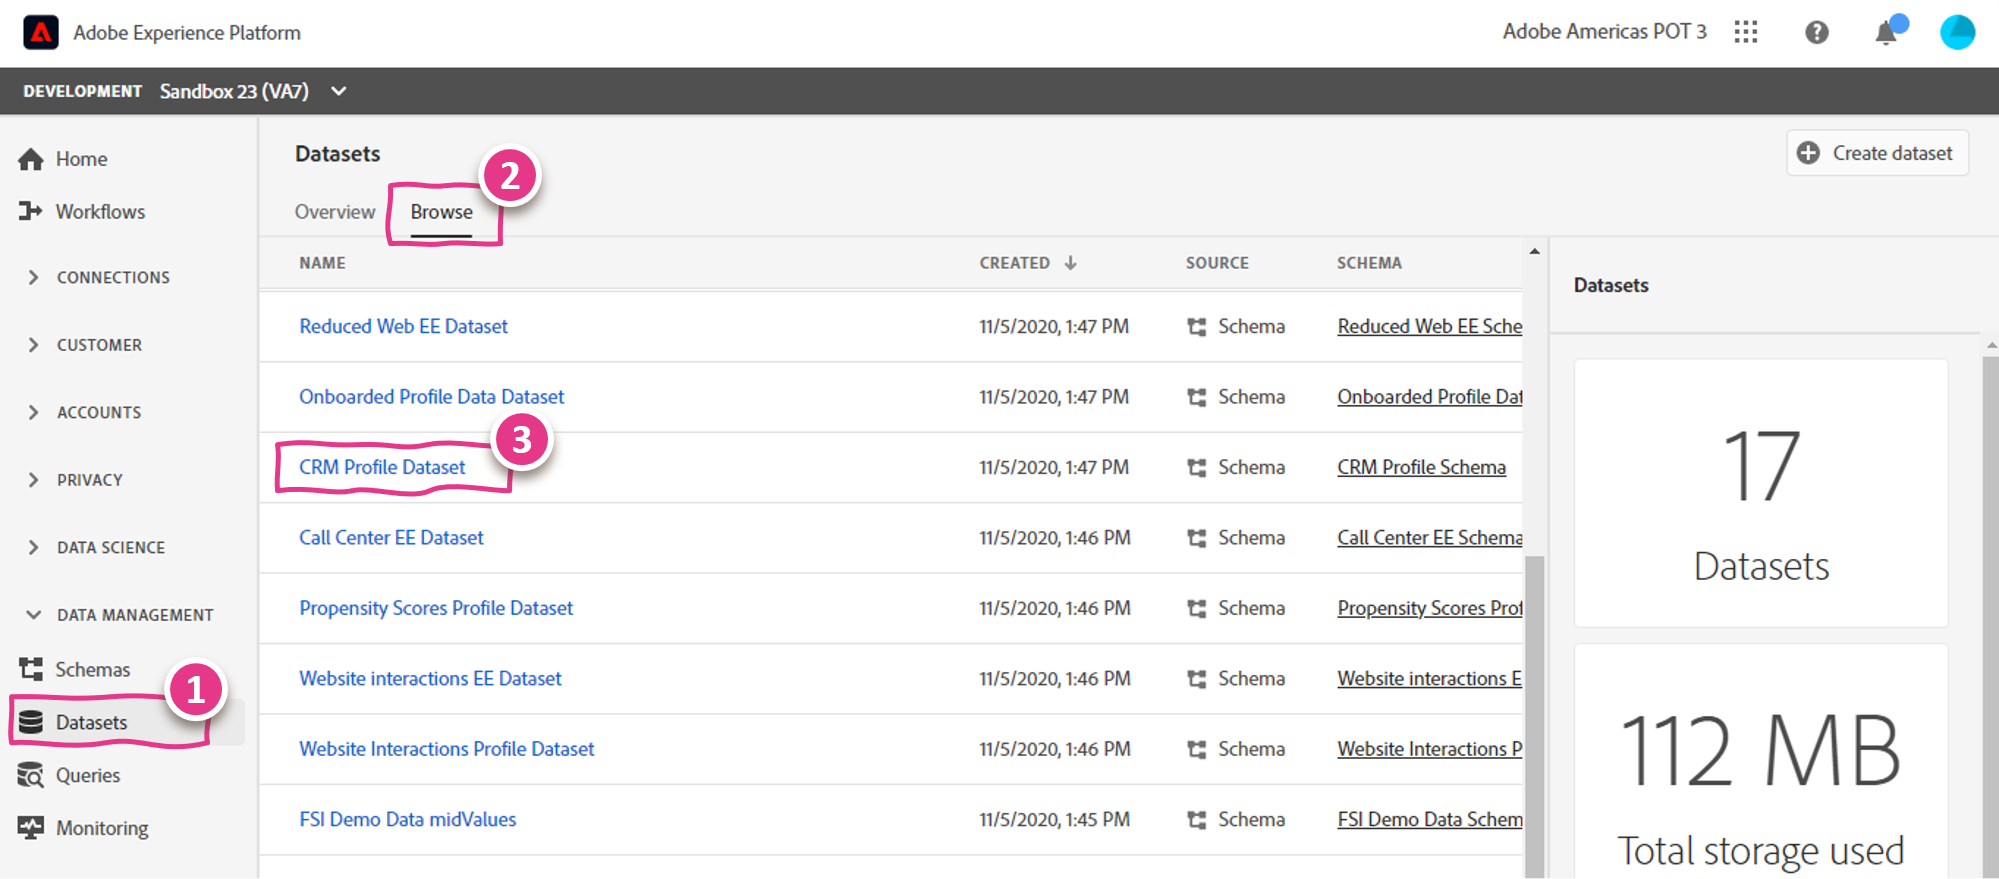 Adobe Experience Platform
Adobe Americas POT 3
DEVELOPMENT Sandbox 23 (VA7)
Home
Workflows
CONNECTIONS
CUSTOMER
ACCOUNTS
PRIVACY
DATA SCIENCE
DATA MANAGEMENT
Schemas
1
Datasets
Queries
Monitoring
Datasets
Create dataset
2
Overview Browse
NAME CREATED SOURCE SCHEMA
Reduced Web EE Dataset 11/5/2020, 1:47 PM Schema Reduced Web EE Sche
Onboarded Profile Data Dataset 11/5/2020, 1:47 PM Schema Onboarded Profile Dat
3
CRM Profile Dataset 11/5/2020, 1:47 PM Schema CRM Profile Schema
Call Center EE Dataset 11/5/2020, 1:46 PM Schema Call Center EE Schema
Propensity Scores Profile Dataset 11/5/2020, 1:46 PM Schema Propensity Scores Prof
Website interactions EE Dataset 11/5/2020, 1:46 PM Schema Website interactions E
Website Interactions Profile Dataset 11/5/2020, 1:46 PM Schema Website Interactions P
FSI Demo Data midValues 11/5/2020, 1:45 PM Schema FSI Demo Data Schem
Datasets
17
Datasets
112 MB
Total storage used